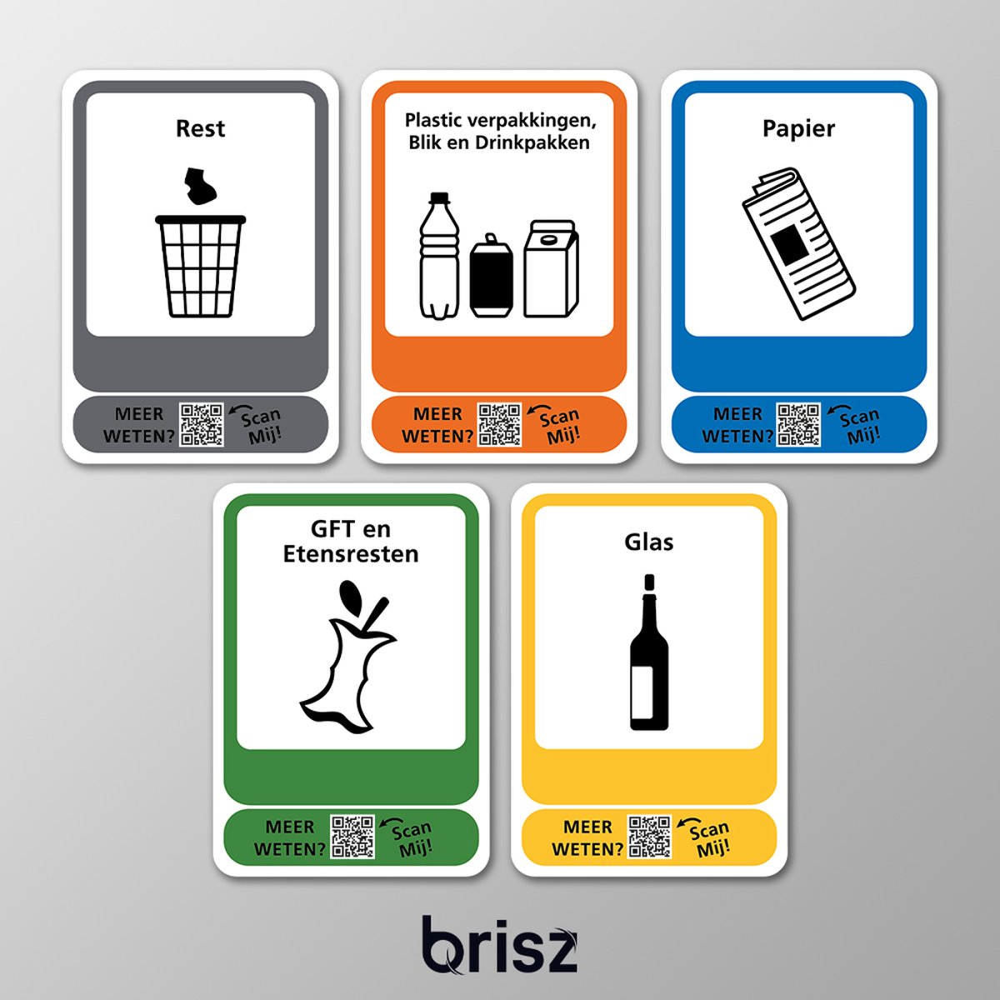 Rest
MEER
WETEN?
Scan
Mij!
Plastic verpakkingen,
Blik en Drinkpakken
MEER
WETEN?
Scan
Mij!
Papier
MEER
WETEN?
Scan
Mij!
GFT en
Etensresten
MEER
WETEN?
Scan
Mij!
Glas
MEER
WETEN?
Scan
Mij!
brisz